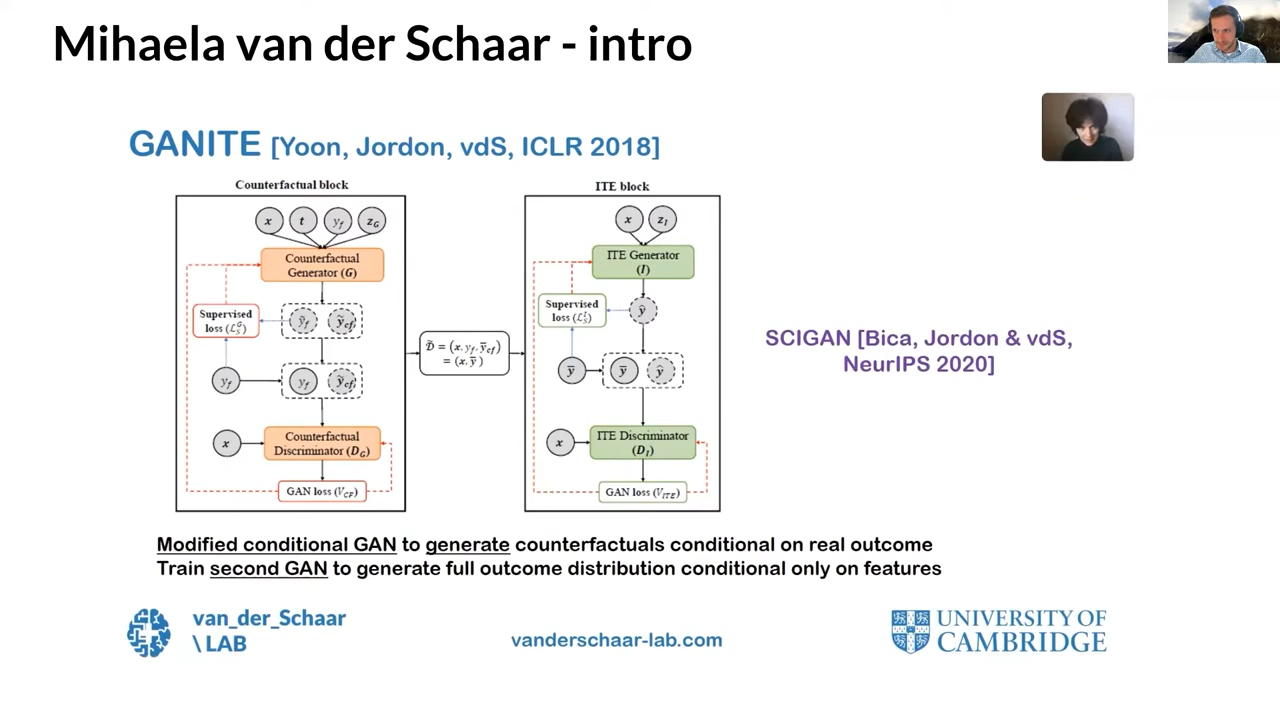 Mihaela van der Schaar - intro
GANITE [Yoon, Jordon, vdS, ICLR 2018]
Counterfactual block
x t y_f z_G
Counterfactual
Generator (G)
Supervised
loss (ℒ_S^G)
ỹ_f ỹ_cf
y_f
y_f ỹ_cf
x
Counterfactual
Discriminator (D_G)
GAN loss (V_CF)
D̃ = (x, y_f, ỹ_cf)
= (x, ȳ)
ITE block
x z_I
ITE Generator
(I)
Supervised
loss (ℒ_S^I)
ŷ
ȳ
ȳ ŷ
x
ITE Discriminator
(D_I)
GAN loss (V_ITE)
SCIGAN [Bica, Jordon & vdS,
NeurIPS 2020]
Modified conditional GAN to generate counterfactuals conditional on real outcome
Train second GAN to generate full outcome distribution conditional only on features
van_der_Schaar
\ LAB
vanderschaar-lab.com
UNIVERSITY OF
CAMBRIDGE